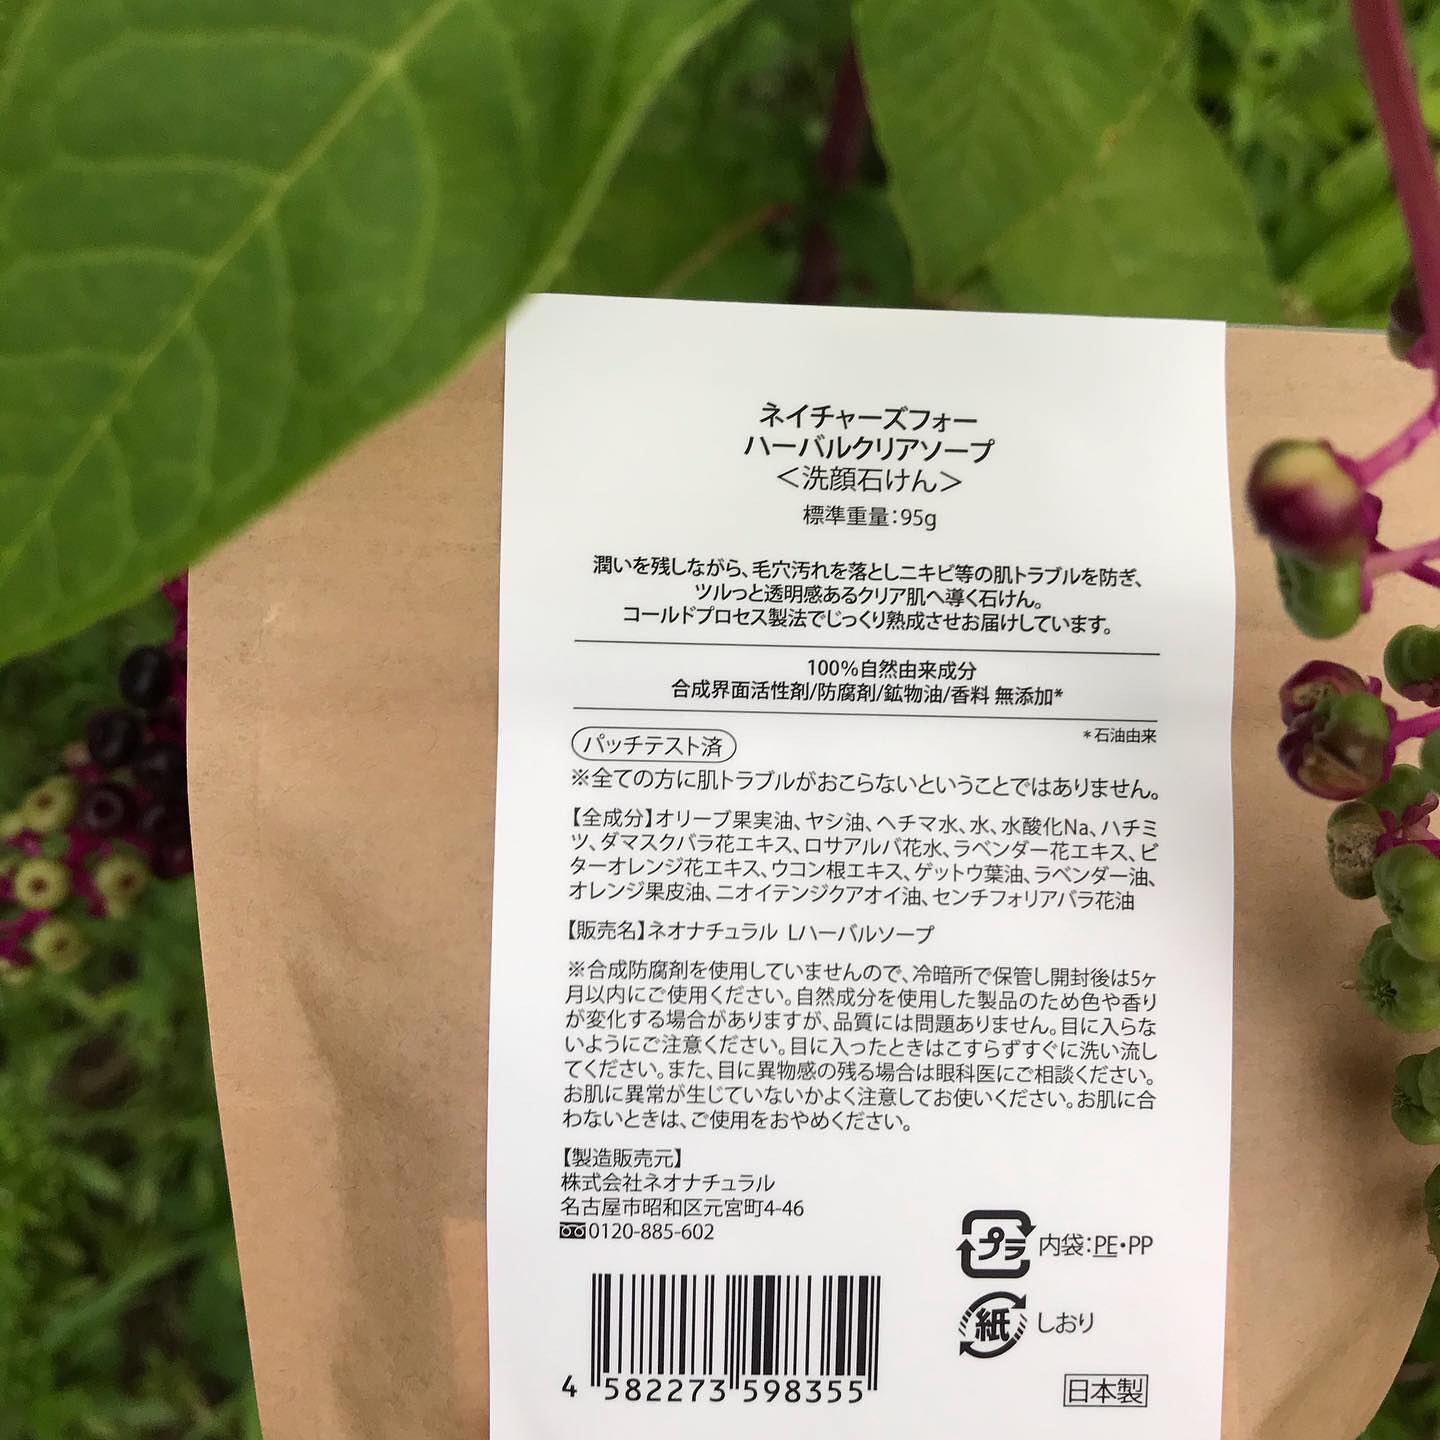 ネイチャーズフォー
ハーバルクリアソープ
＜洗顔石けん＞
標準重量：95g
潤いを残しながら、毛穴汚れを落としニキビ等の肌トラブルを防ぎ、
ツルっと透明感あるクリア肌へ導く石けん。
コールドプロセス製法でじっくり熟成させお届けしています。
100%自然由来成分
合成界面活性剤/防腐剤/鉱物油/香料 無添加*
*石油由来
パッチテスト済
※全ての方に肌トラブルがおこらないということではありません。
【全成分】オリーブ果実油、ヤシ油、ヘチマ水、水、水酸化Na、ハチミ
ツ、ダマスクバラ花エキス、ロサアルバ花水、ラベンダー花エキス、ビ
ターオレンジ花エキス、ウコン根エキス、ゲットウ葉油、ラベンダー油、
オレンジ果皮油、ニオイテンジクアオイ油、センチフォリアバラ花油
【販売名】ネオナチュラル Lハーバルソープ
※合成防腐剤を使用していませんので、冷暗所で保管し開封後は5ヶ
月以内にご使用ください。自然成分を使用した製品のため色や香り
が変化する場合がありますが、品質には問題ありません。目に入らな
いようにご注意ください。目に入ったときはこすらずすぐに洗い流し
てください。また、目に異物感の残る場合は眼科医にご相談ください。
お肌に異常が生じていないかよく注意してお使いください。お肌に合
わないときは、ご使用をおやめください。
【製造販売元】
株式会社ネオナチュラル
名古屋市昭和区元宮町4-46
0120-885-602
プラ 内袋：PE・PP
紙 しおり
日本製
4 582273 598355